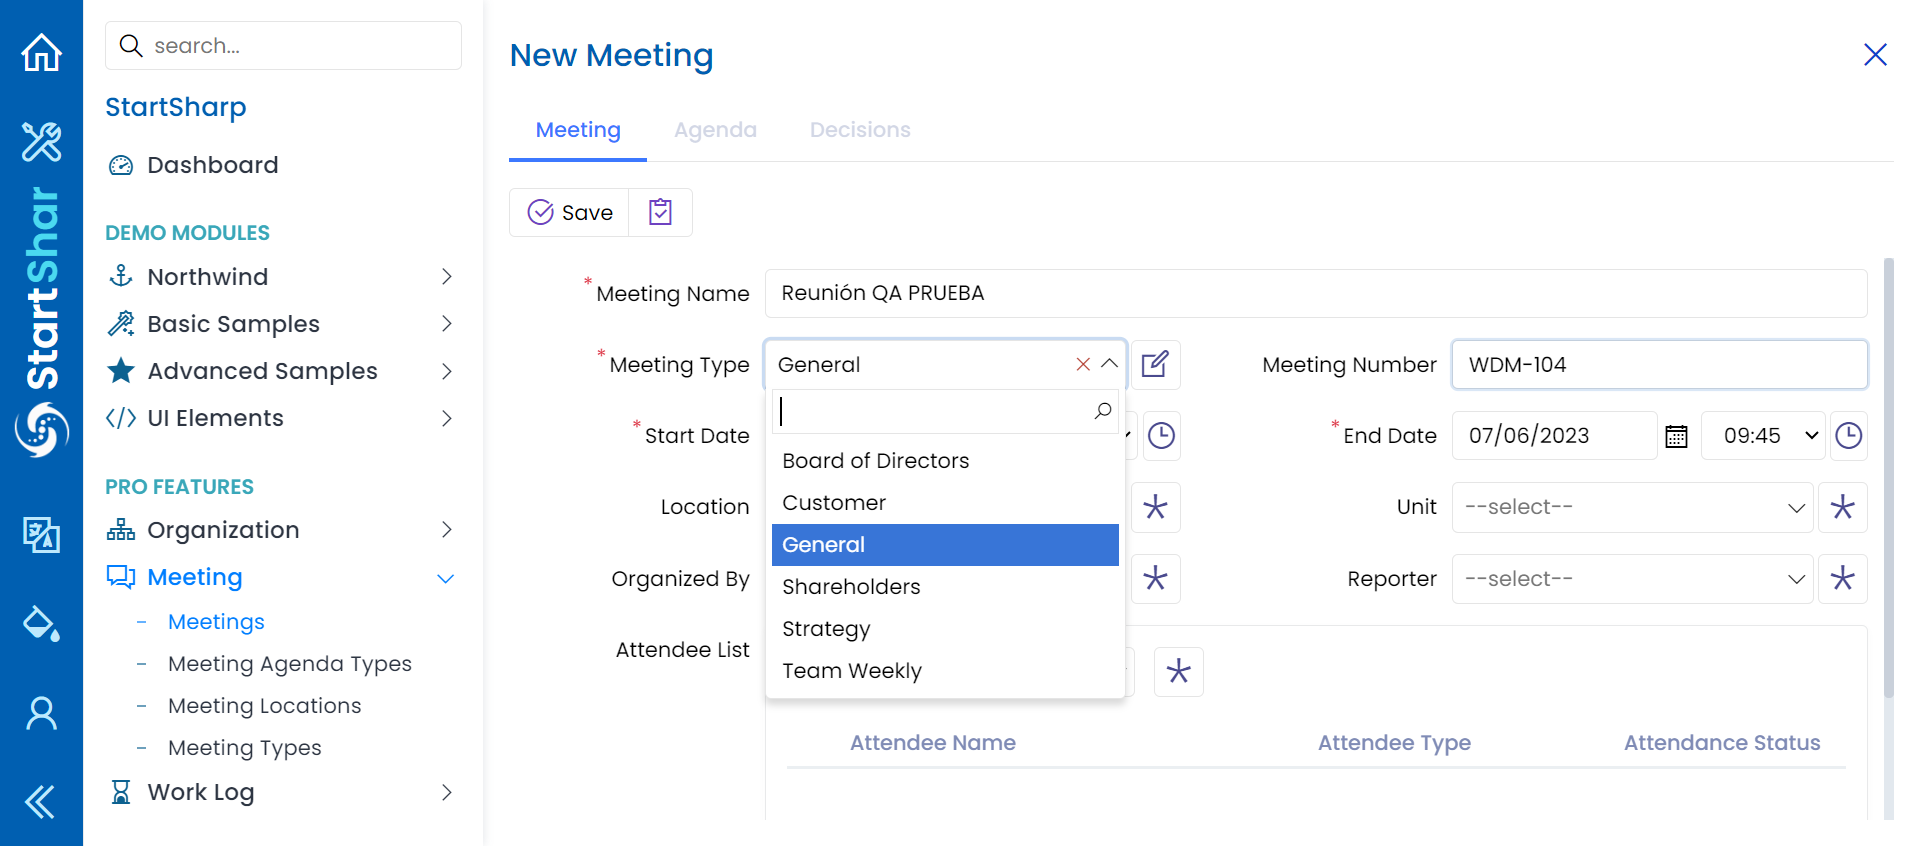 StartShar
search...
StartSharp
Dashboard
DEMO MODULES
Northwind
Basic Samples
Advanced Samples
UI Elements
PRO FEATURES
Organization
Meeting
- Meetings
- Meeting Agenda Types
- Meeting Locations
- Meeting Types
Work Log
New Meeting
Meeting Agenda Decisions
Save
* Meeting Name Reunión QA PRUEBA
* Meeting Type General
Meeting Number WDM-104
* Start Date
* End Date 07/06/2023 09:45
Location
Unit --select--
Organized By
Reporter --select--
Attendee List
Board of Directors
Customer
General
Shareholders
Strategy
Team Weekly
Attendee Name Attendee Type Attendance Status